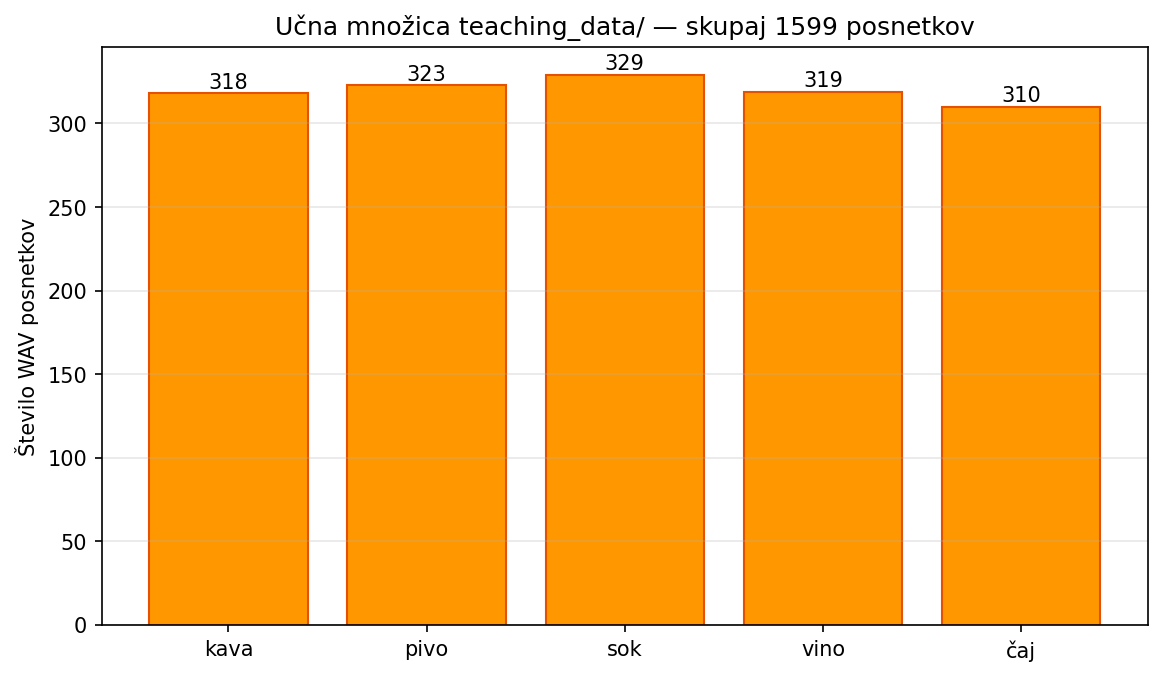 Učna množica teaching_data/ — skupaj 1599 posnetkov
318
323
329
319
310
Število WAV posnetkov
300
250
200
150
100
50
0
kava
pivo
sok
vino
čaj